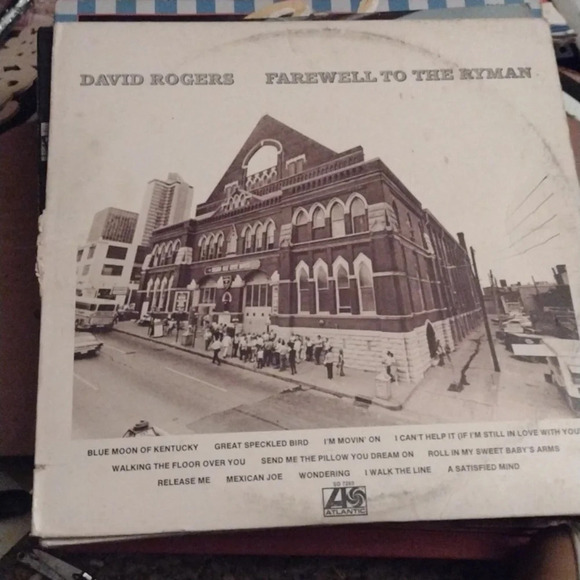 DAVID ROGERS FAREWELL TO THE RYMAN
BLUE MOON OF KENTUCKY GREAT SPECKLED BIRD I'M MOVIN' ON I CAN'T HELP IT (IF I'M STILL IN LOVE WITH YOU
WALKING THE FLOOR OVER YOU SEND ME THE PILLOW YOU DREAM ON ROLL IN MY SWEET BABY'S ARMS
RELEASE ME MEXICAN JOE WONDERING I WALK THE LINE A SATISFIED MIND
ATLANTIC